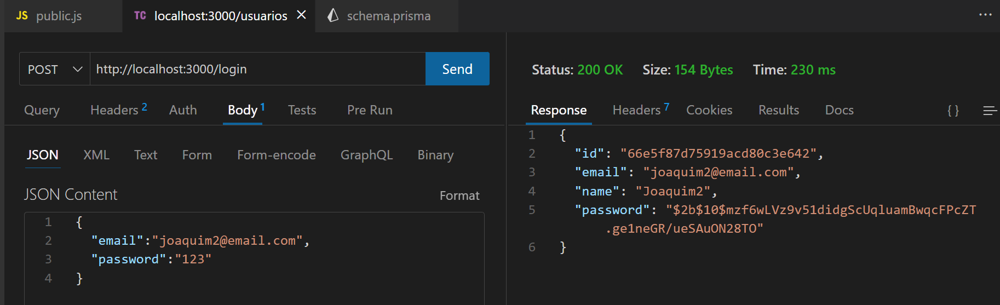 JS public.js TC localhost:3000/usuarios × schema.prisma ···
POST http://localhost:3000/login Send
Query Headers 2 Auth Body 1 Tests Pre Run
JSON XML Text Form Form-encode GraphQL Binary
JSON Content Format
1 {
2 "email":"joaquim2@email.com",
3 "password":"123"
4 }
Status: 200 OK Size: 154 Bytes Time: 230 ms
Response Headers 7 Cookies Results Docs { }
1 {
2 "id": "66e5f87d75919acd80c3e642",
3 "email": "joaquim2@email.com",
4 "name": "Joaquim2",
5 "password": "$2b$10$mzf6wLVz9v51didgScUqluamBwqcFPcZT
.ge1neGR/ueSAuON28TO"
6 }